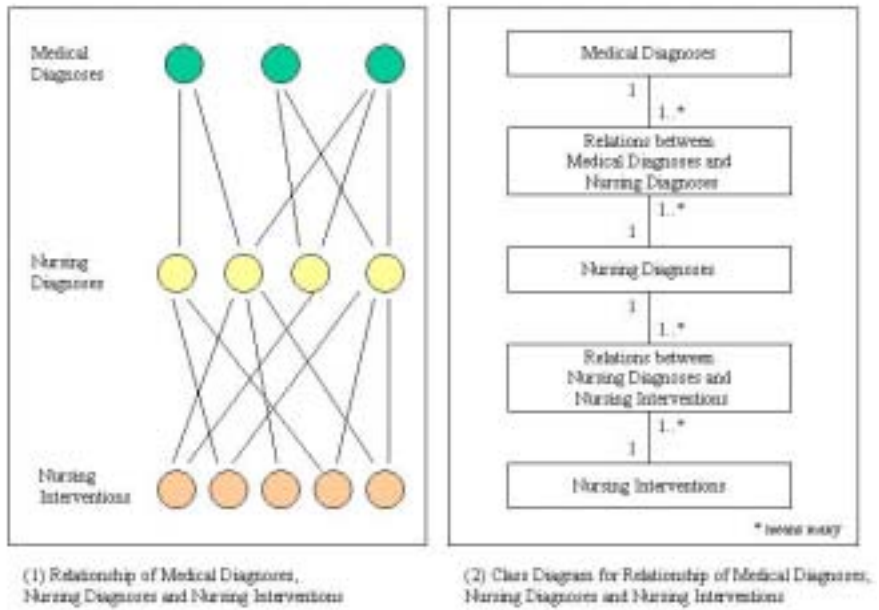 Medical
Diagnoses
Nursing
Diagnoses
Nursing
Interventions
(1) Relationship of Medical Diagnoses,
Nursing Diagnoses and Nursing Interventions
Medical Diagnoses
1
1..*
Relations between
Medical Diagnoses and
Nursing Diagnoses
1..*
1
Nursing Diagnoses
1
1..*
Relations between
Nursing Diagnoses and
Nursing Interventions
1..*
1
Nursing Interventions
* means many
(2) Class Diagram for Relationship of Medical Diagnoses,
Nursing Diagnoses and Nursing Interventions